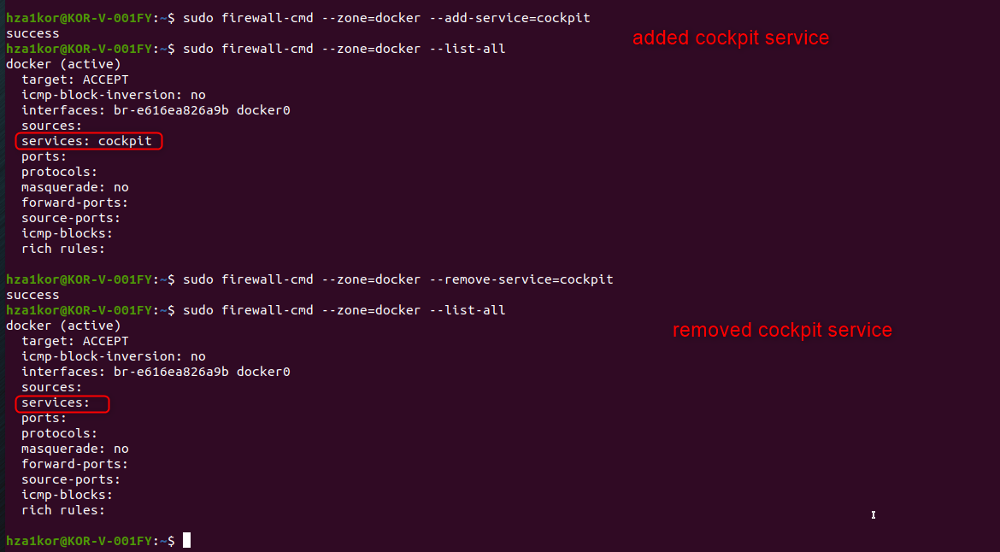 hza1kor@KOR-V-001FY:~$ sudo firewall-cmd --zone=docker --add-service=cockpit
success
added cockpit service
hza1kor@KOR-V-001FY:~$ sudo firewall-cmd --zone=docker --list-all
docker (active)
target: ACCEPT
icmp-block-inversion: no
interfaces: br-e616ea826a9b docker0
sources:
services: cockpit
ports:
protocols:
masquerade: no
forward-ports:
source-ports:
icmp-blocks:
rich rules:
hza1kor@KOR-V-001FY:~$ sudo firewall-cmd --zone=docker --remove-service=cockpit
success
hza1kor@KOR-V-001FY:~$ sudo firewall-cmd --zone=docker --list-all
docker (active)
removed cockpit service
target: ACCEPT
icmp-block-inversion: no
interfaces: br-e616ea826a9b docker0
sources:
services:
ports:
protocols:
masquerade: no
forward-ports:
source-ports:
icmp-blocks:
rich rules:
hza1kor@KOR-V-001FY:~$